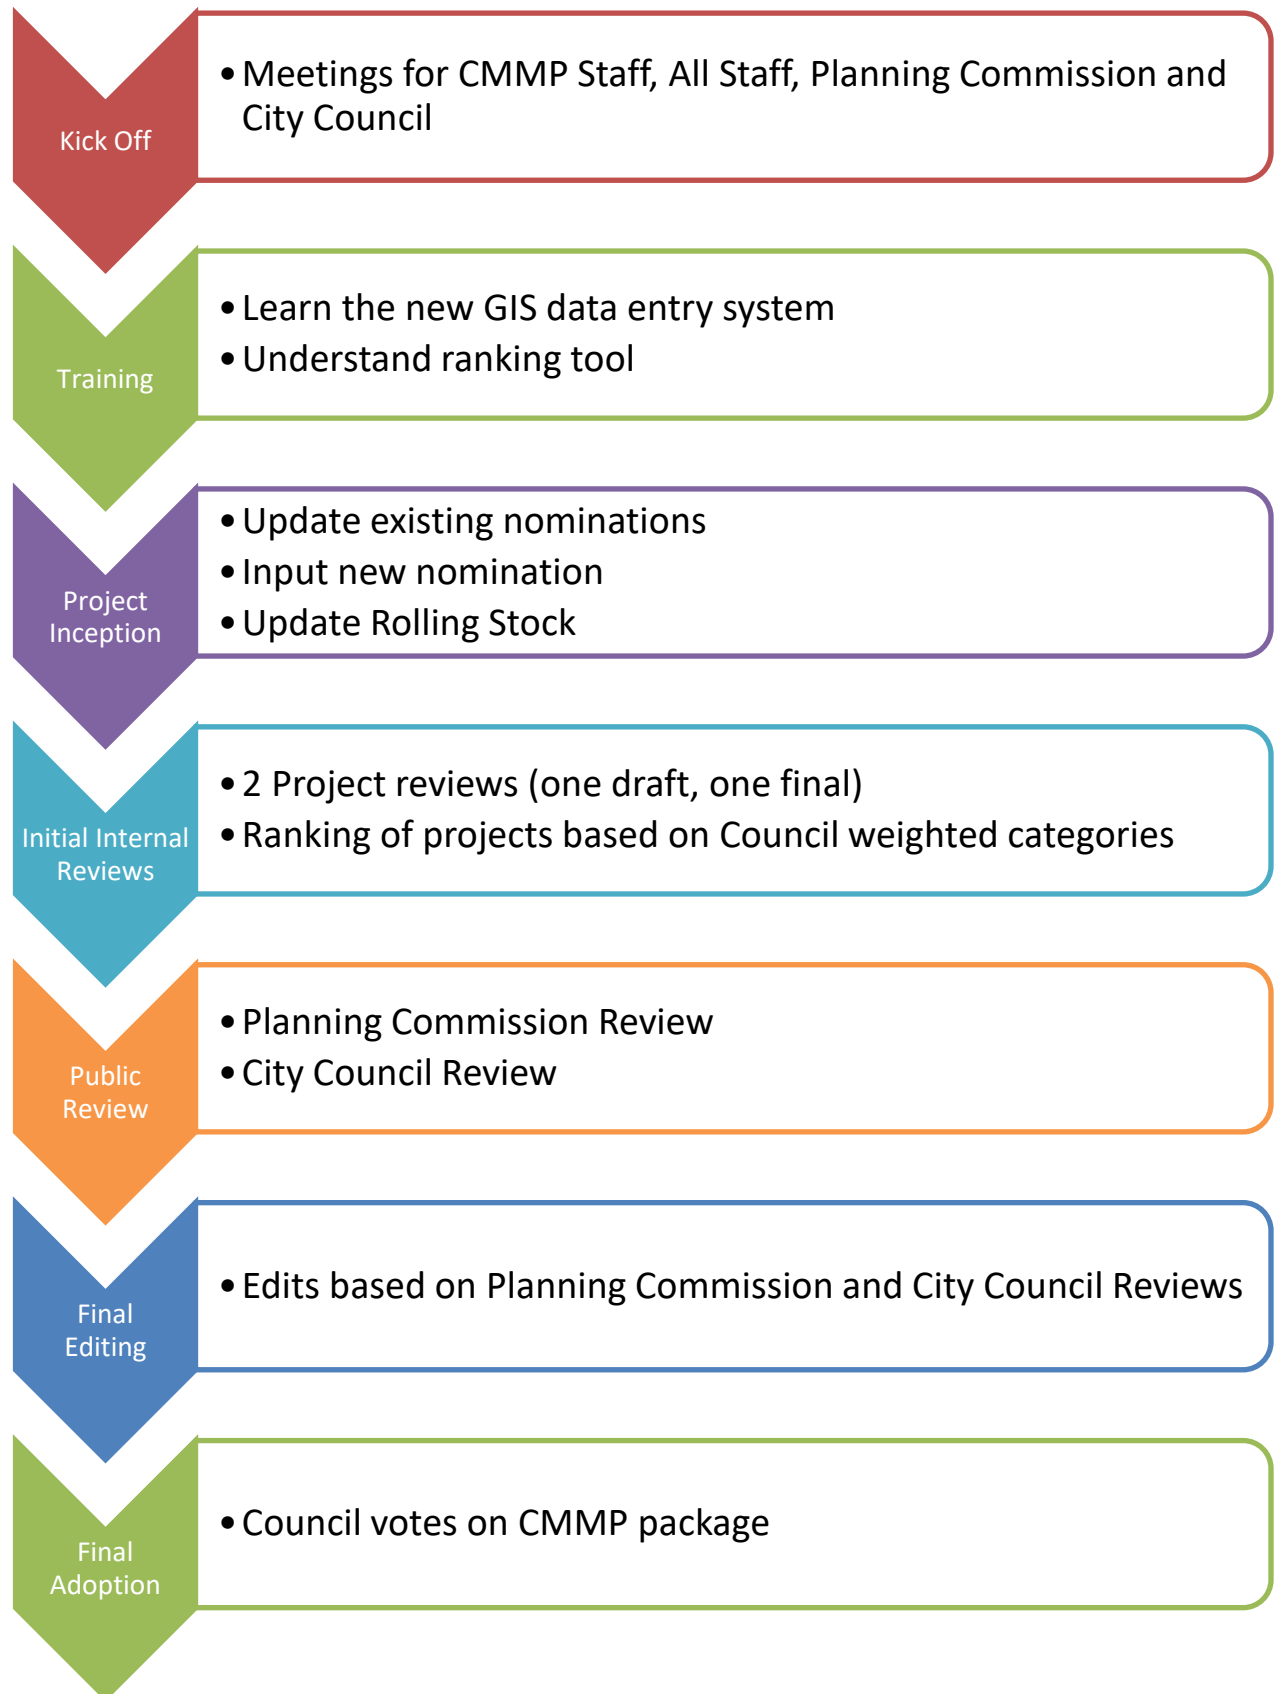 Kick Off
• Meetings for CMMP Staff, All Staff, Planning Commission and
City Council
Training
• Learn the new GIS data entry system
• Understand ranking tool
Project
Inception
• Update existing nominations
• Input new nomination
• Update Rolling Stock
Initial Internal
Reviews
• 2 Project reviews (one draft, one final)
• Ranking of projects based on Council weighted categories
Public
Review
• Planning Commission Review
• City Council Review
Final
Editing
• Edits based on Planning Commission and City Council Reviews
Final
Adoption
• Council votes on CMMP package